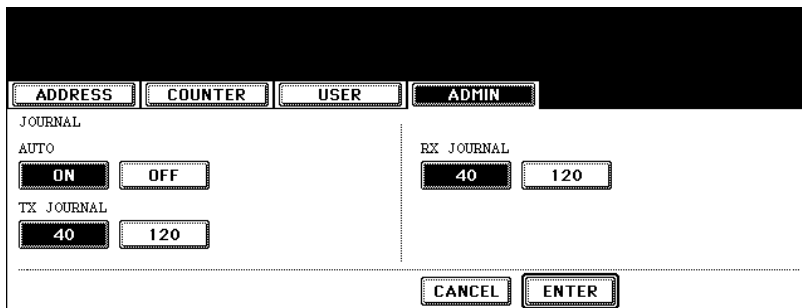 ADDRESS COUNTER USER ADMIN
JOURNAL
AUTO
ON OFF
TX JOURNAL
40 120
RX JOURNAL
40 120
CANCEL ENTER